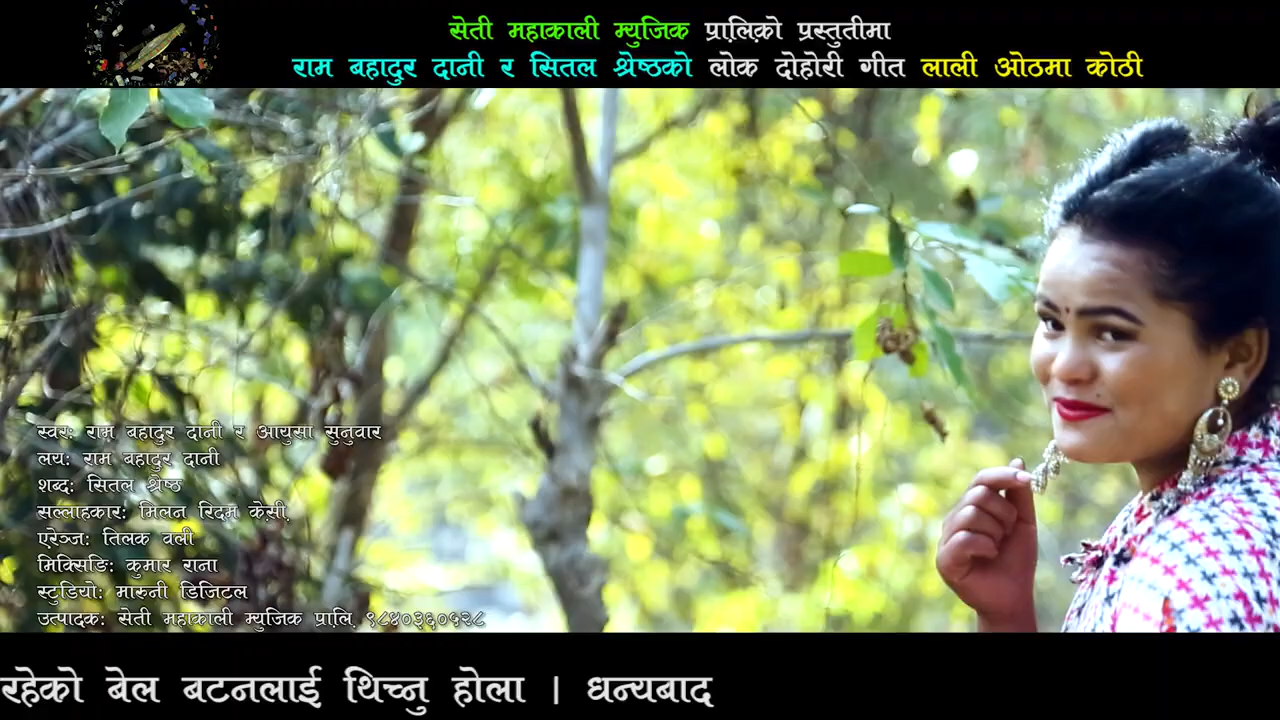 सेती महाकाली म्युजिक प्रालि.को प्रस्तुतीमा
राम बहादुर दानी र सितल श्रेष्ठको लोक दोहोरी गीत लाली ओठमा कोठी
स्वरः राम बहादुर दानी र आयुसा सुनुवार
लयः राम बहादुर दानी
शब्दः सितल श्रेष्ठ
सल्लाहकारः मिलन रिदम के.सी.
एरेञ्जः तिलक वली
मिक्सिङिः कुमार राना
स्टुडियोः मारुनी डिजिटल
उत्पादकः सेती महाकाली म्युजिक प्रा.लि. ९८४०३६०५२८
रहेको बेल बटनलाई थिच्नु होला । धन्यबाद